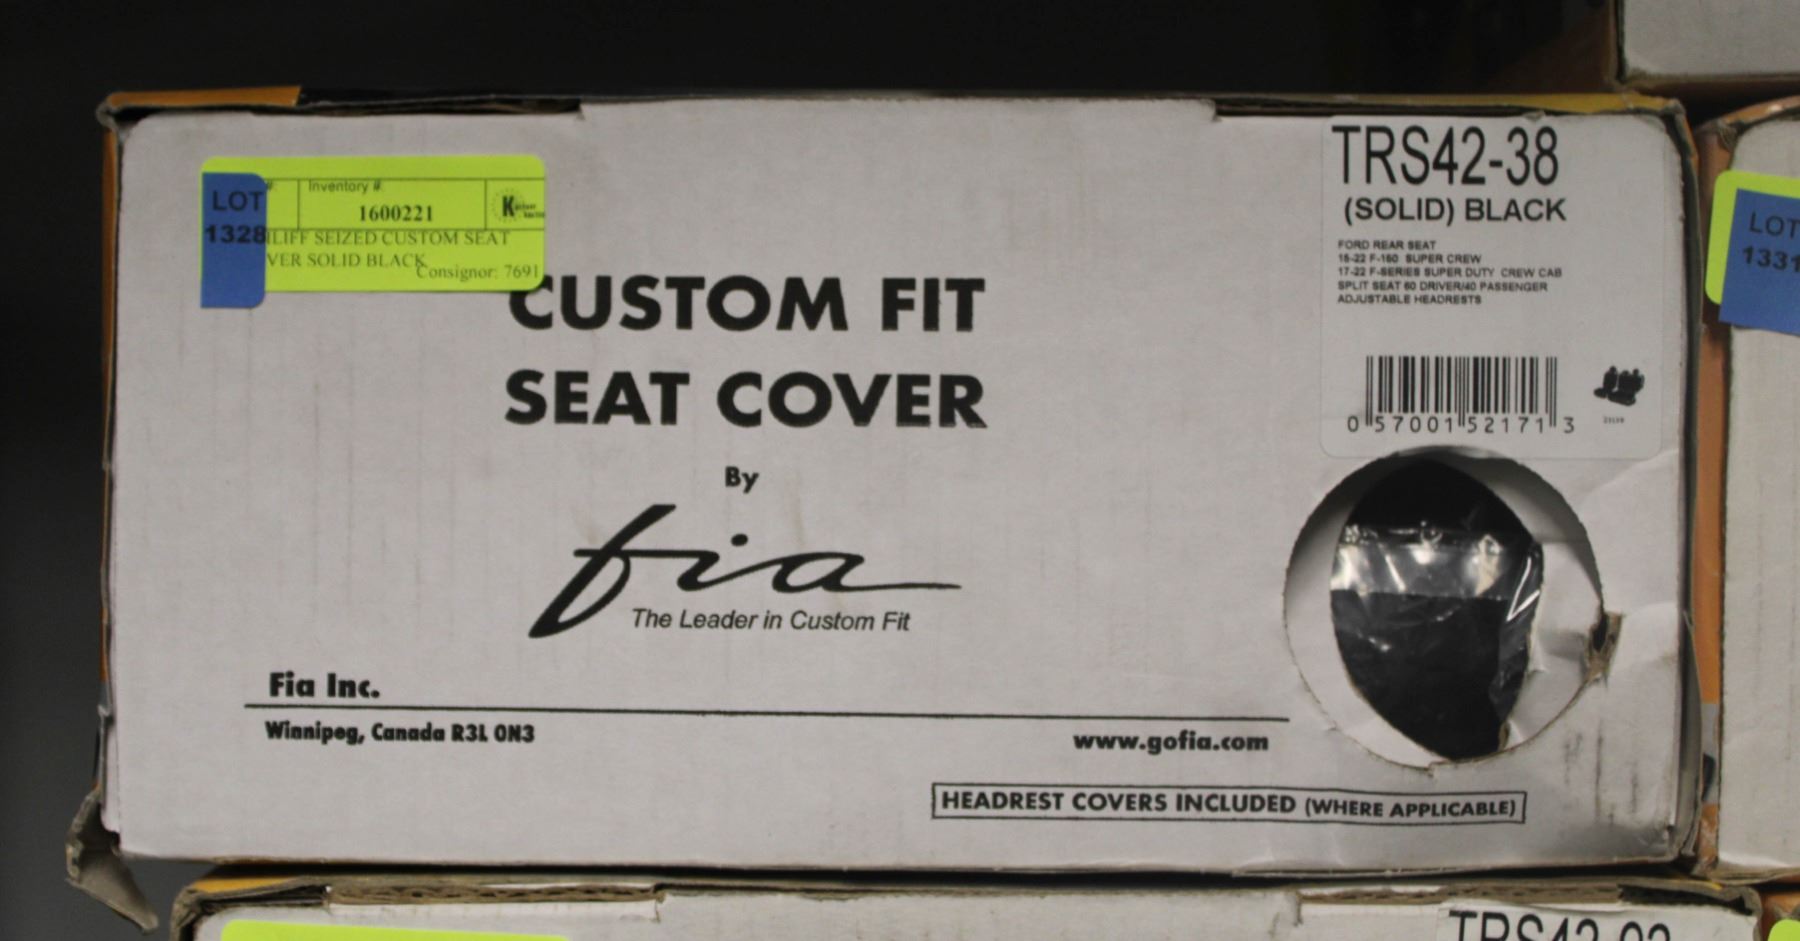 LOT
1328
#:
Inventory #:
1600221
K
ILIFF SEIZED CUSTOM SEAT
VER SOLID BLACK
Consignor: 7691
CUSTOM FIT
SEAT COVER
By
fia
The Leader in Custom Fit
Fia Inc.
Winnipeg, Canada R3L 0N3
www.gofia.com
HEADREST COVERS INCLUDED (WHERE APPLICABLE)
TRS42-38
(SOLID) BLACK
FORD REAR SEAT
15-22 F-150 SUPER CREW
17-22 F-SERIES SUPER DUTY CREW CAB
SPLIT SEAT 60 DRIVER/40 PASSENGER
ADJUSTABLE HEADRESTS
0 57001 52171 3
LOT
1331